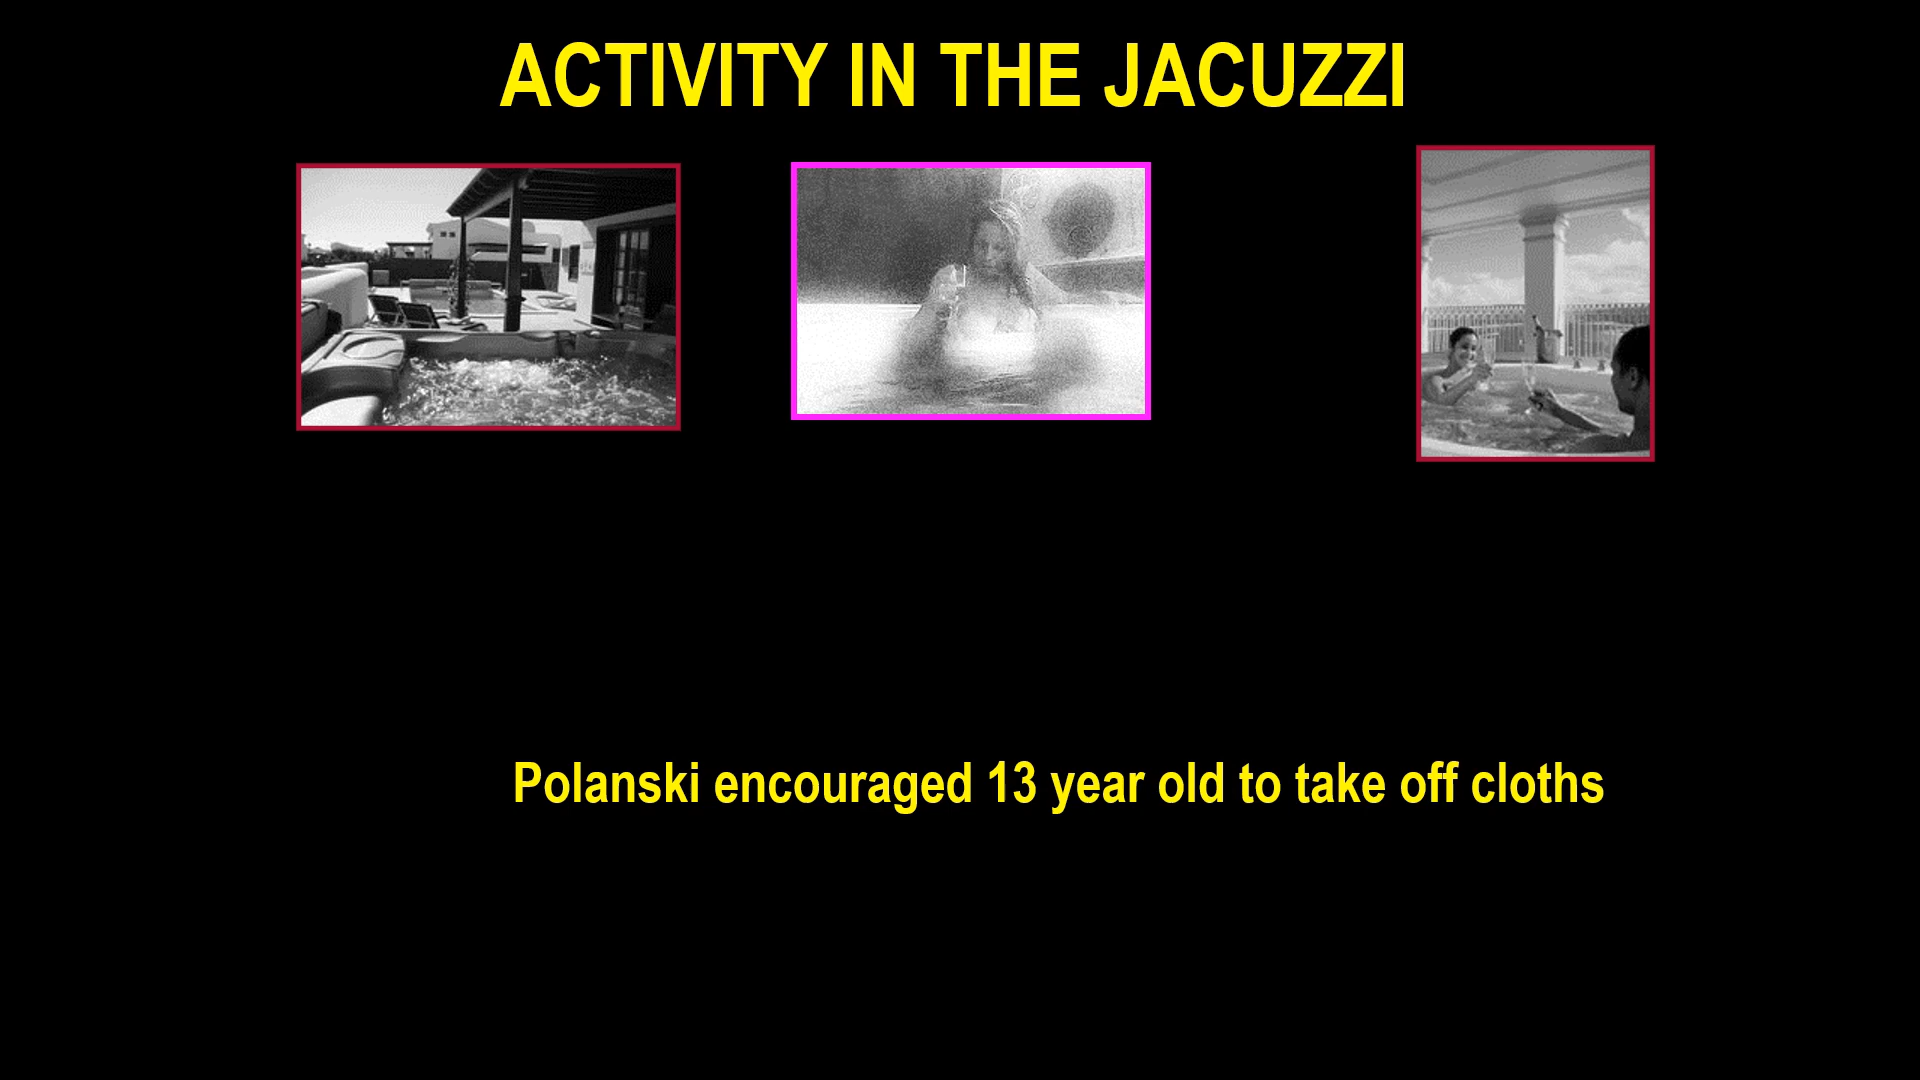 ACTIVITY IN THE JACUZZI
Polanski encouraged 13 year old to take off cloths